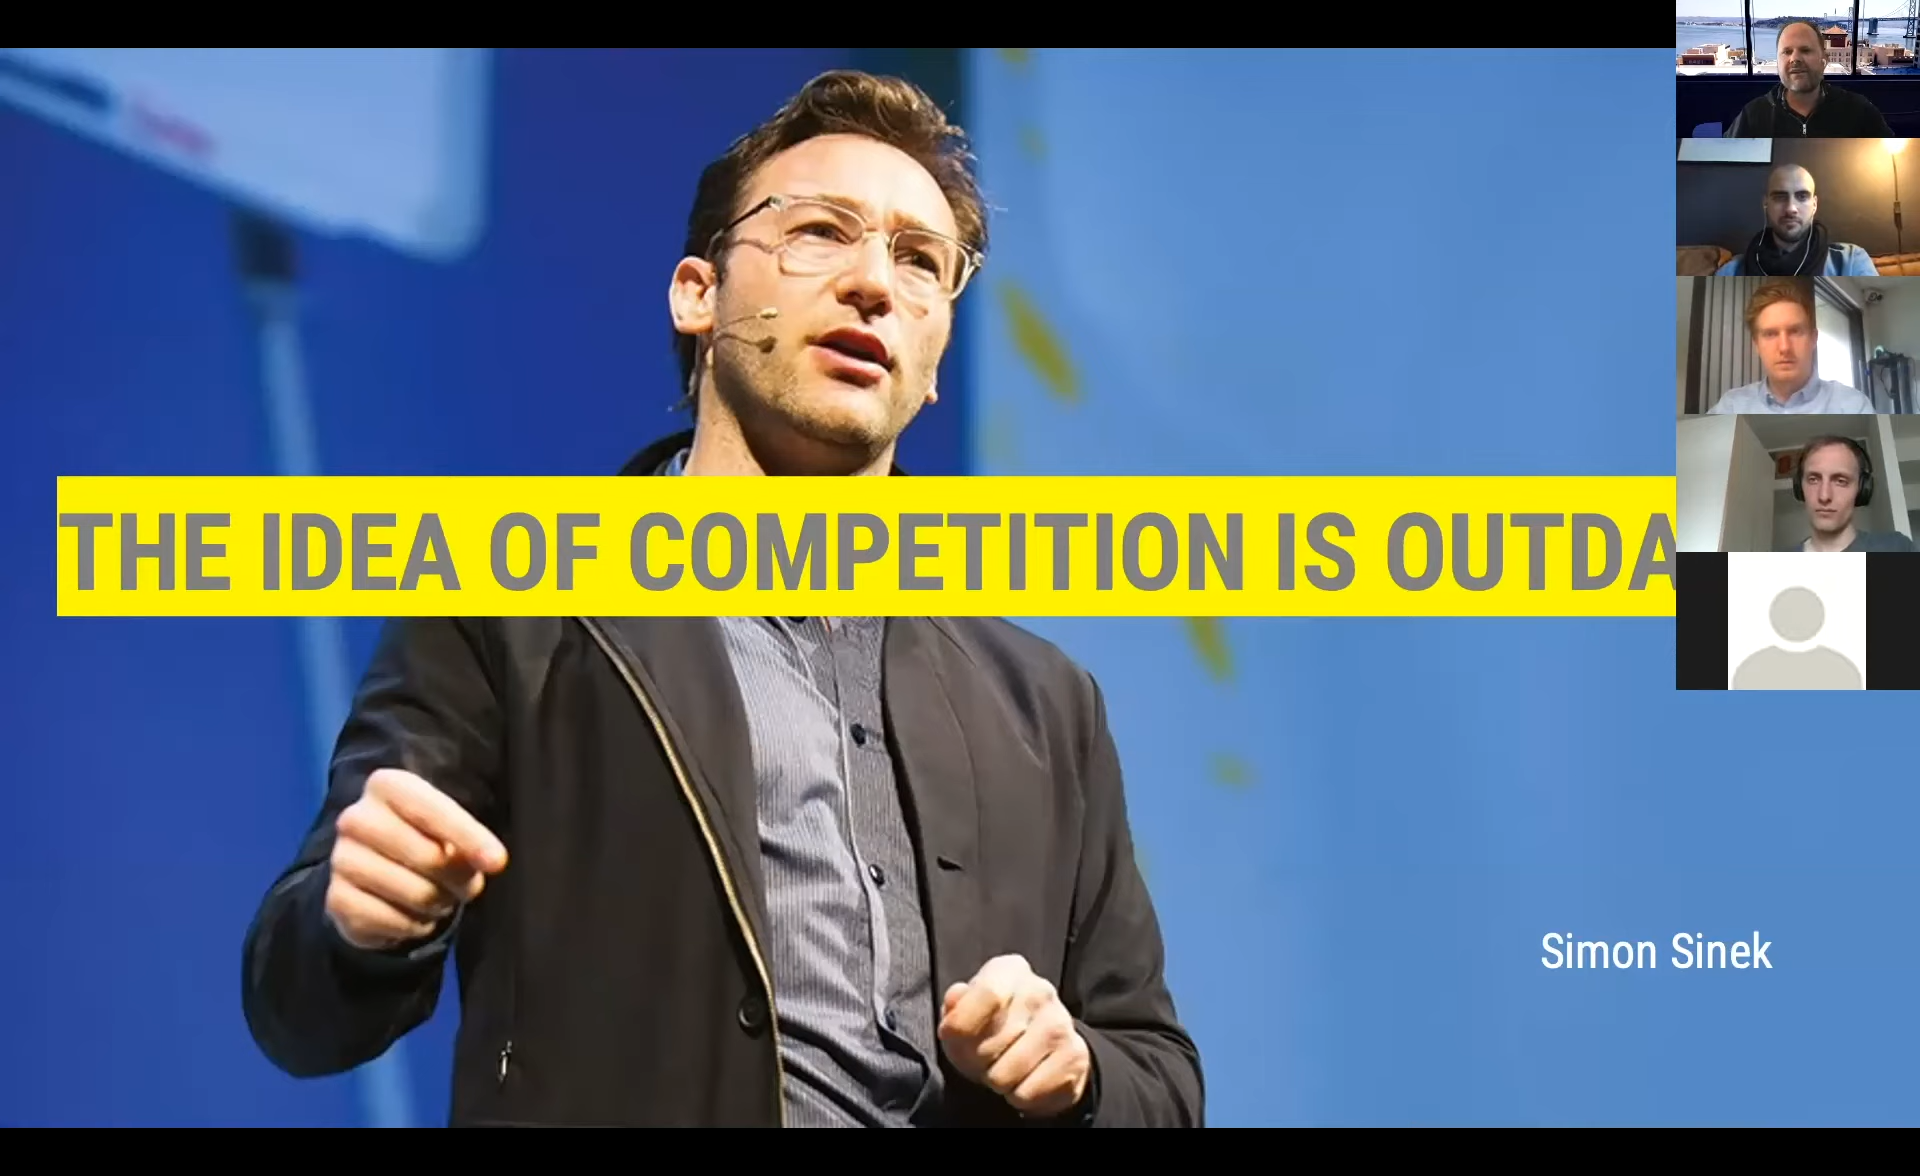 THE IDEA OF COMPETITION IS OUTDA
Simon Sinek